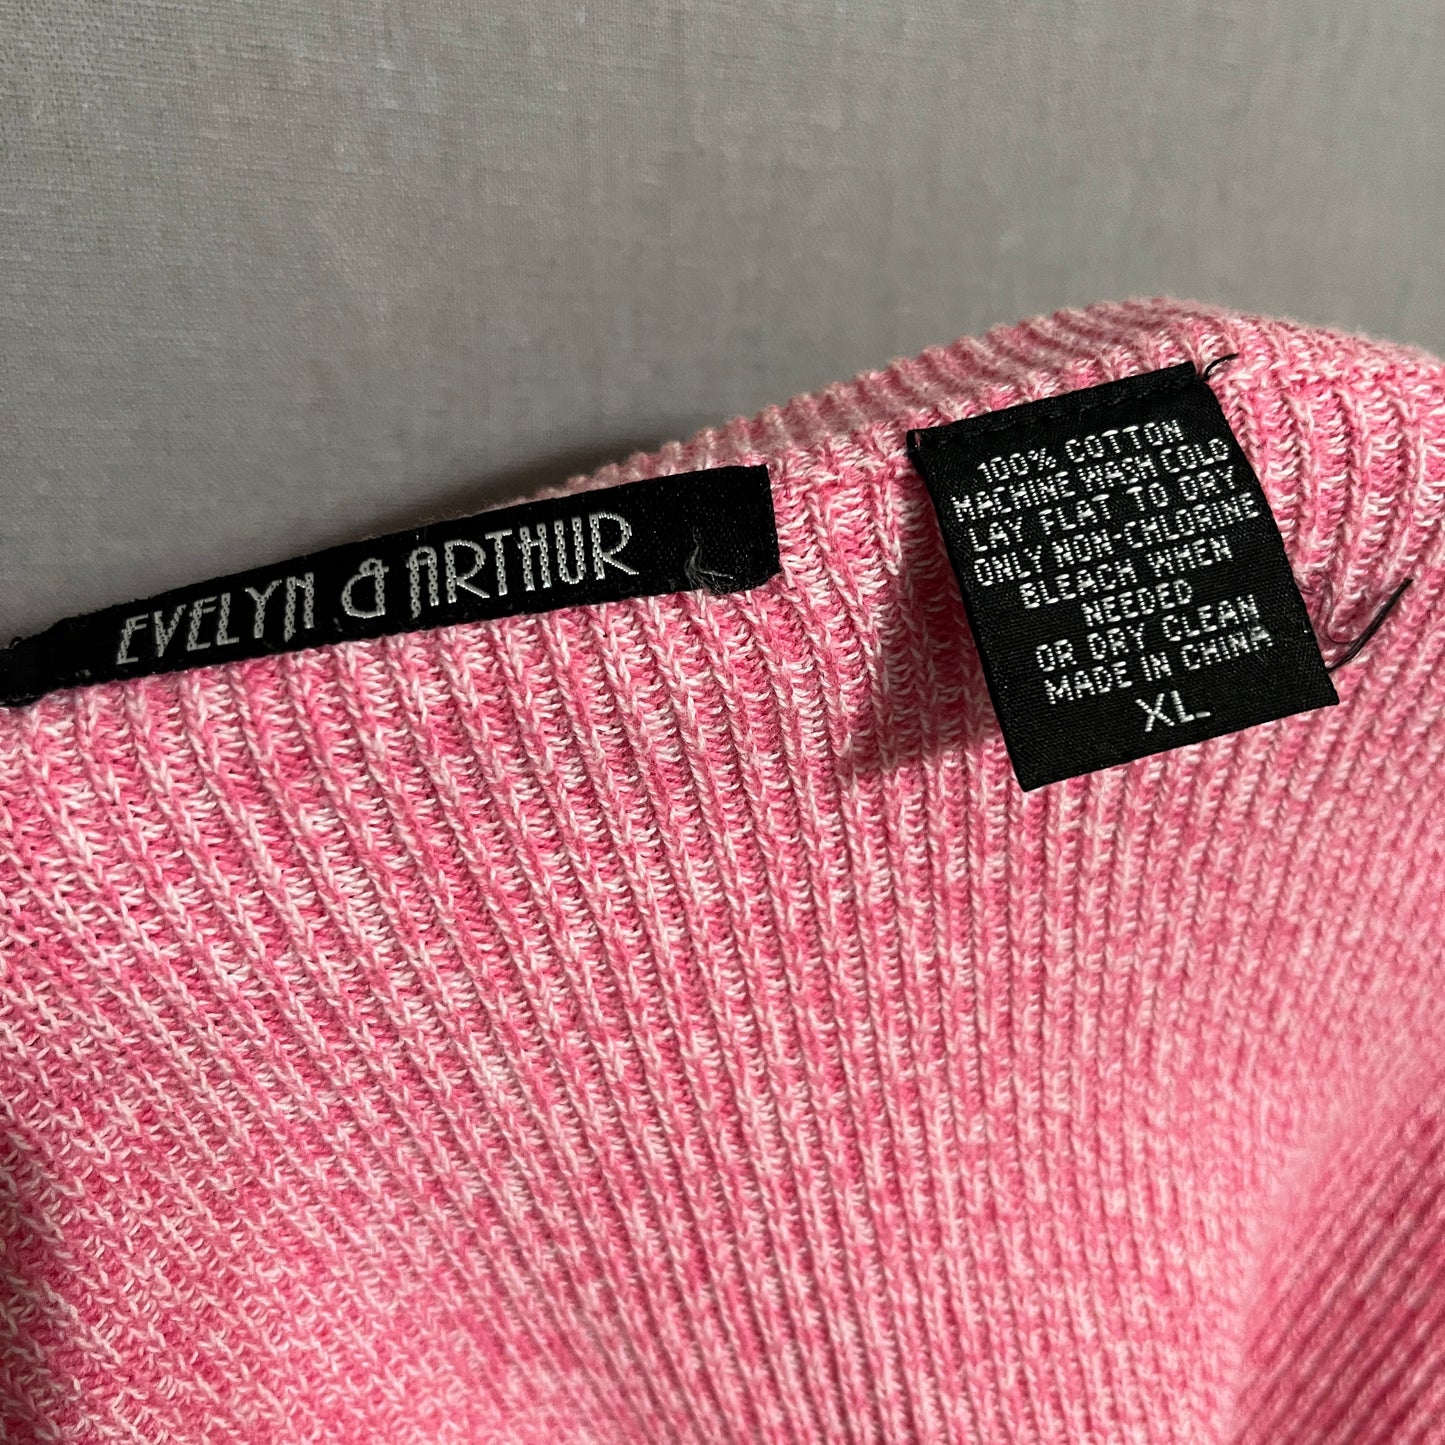 EVELYN & ARTHUR
100% COTTON
MACHINE WASH COLD
LAY FLAT TO DRY
ONLY NON-CHLORINE
BLEACH WHEN
NEEDED
OR DRY CLEAN
MADE IN CHINA
XL